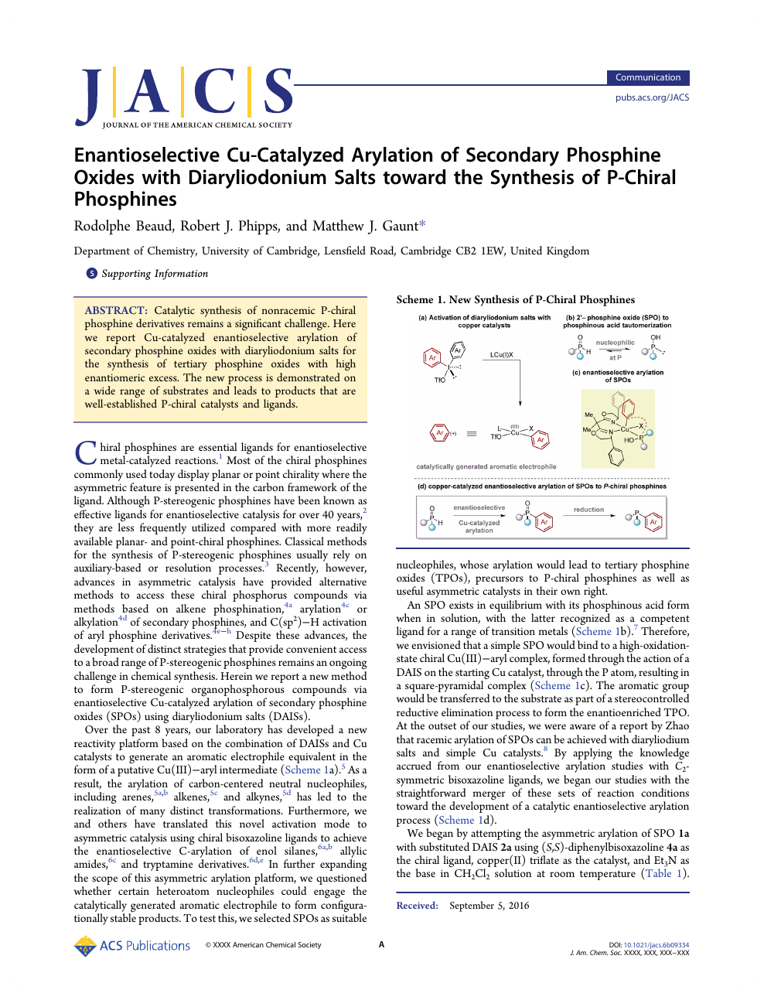 J|A|C|S
JOURNAL OF THE AMERICAN CHEMICAL SOCIETY
Communication
pubs.acs.org/JACS
Enantioselective Cu-Catalyzed Arylation of Secondary Phosphine
Oxides with Diaryliodonium Salts toward the Synthesis of P-Chiral
Phosphines
Rodolphe Beaud, Robert J. Phipps, and Matthew J. Gaunt*
Department of Chemistry, University of Cambridge, Lensfield Road, Cambridge CB2 1EW, United Kingdom
S Supporting Information
ABSTRACT: Catalytic synthesis of nonracemic P-chiral
phosphine derivatives remains a significant challenge. Here
we report Cu-catalyzed enantioselective arylation of
secondary phosphine oxides with diaryliodonium salts for
the synthesis of tertiary phosphine oxides with high
enantiomeric excess. The new process is demonstrated on
a wide range of substrates and leads to products that are
well-established P-chiral catalysts and ligands.
Chiral phosphines are essential ligands for enantioselective
metal-catalyzed reactions.1 Most of the chiral phosphines
commonly used today display planar or point chirality where the
asymmetric feature is presented in the carbon framework of the
ligand. Although P-stereogenic phosphines have been known as
effective ligands for enantioselective catalysis for over 40 years,2
they are less frequently utilized compared with more readily
available planar- and point-chiral phosphines. Classical methods
for the synthesis of P-stereogenic phosphines usually rely on
auxiliary-based or resolution processes.3 Recently, however,
advances in asymmetric catalysis have provided alternative
methods to access these chiral phosphorus compounds via
methods based on alkene phosphination,4a arylation4c or
alkylation4d of secondary phosphines, and C(sp2)−H activation
of aryl phosphine derivatives.4e−h Despite these advances, the
development of distinct strategies that provide convenient access
to a broad range of P-stereogenic phosphines remains an ongoing
challenge in chemical synthesis. Herein we report a new method
to form P-stereogenic organophosphorous compounds via
enantioselective Cu-catalyzed arylation of secondary phosphine
oxides (SPOs) using diaryliodonium salts (DAISs).
Over the past 8 years, our laboratory has developed a new
reactivity platform based on the combination of DAISs and Cu
catalysts to generate an aromatic electrophile equivalent in the
form of a putative Cu(III)−aryl intermediate (Scheme 1a).5 As a
result, the arylation of carbon-centered neutral nucleophiles,
including arenes,5a,b alkenes,5c and alkynes,5d has led to the
realization of many distinct transformations. Furthermore, we
and others have translated this novel activation mode to
asymmetric catalysis using chiral bisoxazoline ligands to achieve
the enantioselective C-arylation of enol silanes,6a,b allylic
amides,6c and tryptamine derivatives.6d,e In further expanding
the scope of this asymmetric arylation platform, we questioned
whether certain heteroatom nucleophiles could engage the
catalytically generated aromatic electrophile to form configura-
tionally stable products. To test this, we selected SPOs as suitable
Scheme 1. New Synthesis of P-Chiral Phosphines
(a) Activation of diaryliodonium salts with
copper catalysts
Ar
Ar
I
TfO
LCu(I)X
Ar (+)
L (III) X
TfO Cu
Ar
catalytically generated aromatic electrophile
(b) 2'– phosphine oxide (SPO) to
phosphinous acid tautomerization
O
P H
nucleophilic
at P
OH
P
(c) enantioselective arylation
of SPOs
Me
Me
O
N
O
N
Cu
X
HO P
(d) copper-catalyzed enantioselective arylation of SPOs to P-chiral phosphines
O
P H
enantioselective
Cu-catalyzed
arylation
O
P Ar
reduction
P Ar
nucleophiles, whose arylation would lead to tertiary phosphine
oxides (TPOs), precursors to P-chiral phosphines as well as
useful asymmetric catalysts in their own right.
An SPO exists in equilibrium with its phosphinous acid form
when in solution, with the latter recognized as a competent
ligand for a range of transition metals (Scheme 1b).7 Therefore,
we envisioned that a simple SPO would bind to a high-oxidation-
state chiral Cu(III)−aryl complex, formed through the action of a
DAIS on the starting Cu catalyst, through the P atom, resulting in
a square-pyramidal complex (Scheme 1c). The aromatic group
would be transferred to the substrate as part of a stereocontrolled
reductive elimination process to form the enantioenriched TPO.
At the outset of our studies, we were aware of a report by Zhao
that racemic arylation of SPOs can be achieved with diaryliodium
salts and simple Cu catalysts.8 By applying the knowledge
accrued from our enantioselective arylation studies with C2-
symmetric bisoxazoline ligands, we began our studies with the
straightforward merger of these sets of reaction conditions
toward the development of a catalytic enantioselective arylation
process (Scheme 1d).
We began by attempting the asymmetric arylation of SPO 1a
with substituted DAIS 2a using (S,S)-diphenylbisoxazoline 4a as
the chiral ligand, copper(II) triflate as the catalyst, and Et3N as
the base in CH2Cl2 solution at room temperature (Table 1).
Received: September 5, 2016
ACS Publications
© XXXX American Chemical Society
A
DOI: 10.1021/jacs.6b09334
J. Am. Chem. Soc. XXXX, XXX, XXX−XXX